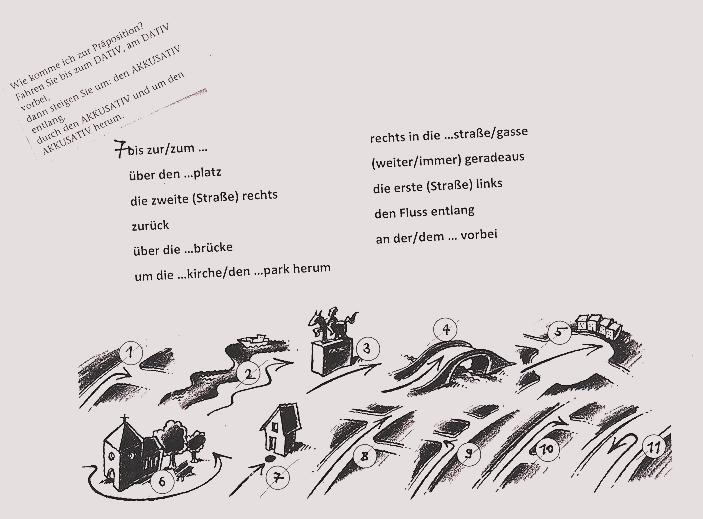 Wie komme ich zur Präposition?
Fahren Sie bis zum DATIV, am DATIV
vorbei,
dann steigen Sie um: den AKKUSATIV
entlang,
durch den AKKUSATIV und um den
AKKUSATIV herum.
7 bis zur/zum ...
über den ...platz
die zweite (Straße) rechts
zurück
über die ...brücke
um die ...kirche/den ...park herum
rechts in die ...straße/gasse
(weiter/immer) geradeaus
die erste (Straße) links
den Fluss entlang
an der/dem ... vorbei
1
2
3
4
5
6
7
8
9
10
11